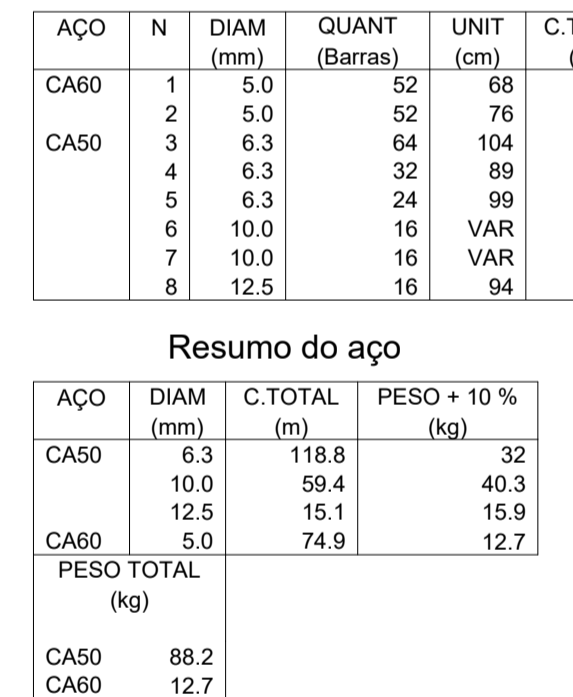 AÇO N DIAM QUANT UNIT
(mm) (Barras) (cm)
CA60 1 5.0 52 68
2 5.0 52 76
CA50 3 6.3 64 104
4 6.3 32 89
5 6.3 24 99
6 10.0 16 VAR
7 10.0 16 VAR
8 12.5 16 94
Resumo do aço
AÇO DIAM C.TOTAL PESO + 10 %
(mm) (m) (kg)
CA50 6.3 118.8 32
10.0 59.4 40.3
12.5 15.1 15.9
CA60 5.0 74.9 12.7
PESO TOTAL
(kg)
CA50 88.2
CA60 12.7